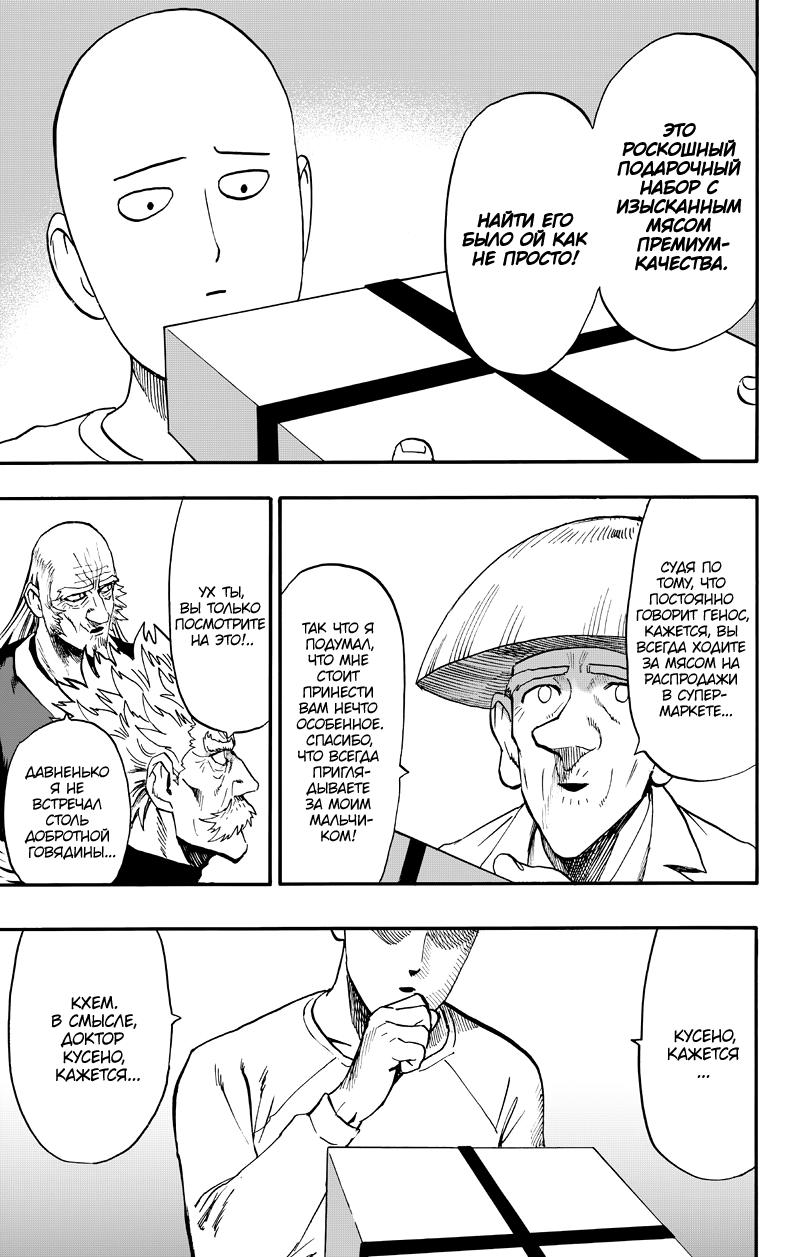 ЭТО
РОСКОШНЫЙ
ПОДАРОЧНЫЙ
НАБОР С
ИЗЫСКАННЫМ
МЯСОМ
ПРЕМИУМ-
КАЧЕСТВА.
НАЙТИ ЕГО
БЫЛО ОЙ КАК
НЕ ПРОСТО!
СУДЯ ПО
ТОМУ, ЧТО
ПОСТОЯННО
ГОВОРИТ ГЕНОС,
КАЖЕТСЯ, ВЫ
ВСЕГДА ХОДИТЕ
ЗА МЯСОМ НА
РАСПРОДАЖИ
В СУПЕР-
МАРКЕТЕ...
ТАК ЧТО Я
ПОДУМАЛ,
ЧТО МНЕ
СТОИТ
ПРИНЕСТИ
ВАМ НЕЧТО
ОСОБЕННОЕ.
СПАСИБО,
ЧТО ВСЕГДА
ПРИГЛЯ-
ДЫВАЕТЕ
ЗА МОИМ
МАЛЬЧИ-
КОМ!
УХ ТЫ,
ВЫ ТОЛЬКО
ПОСМОТРИТЕ
НА ЭТО!..
ДАВНЕНЬКО
Я НЕ
ВСТРЕЧАЛ
СТОЛЬ
ДОБРОТНОЙ
ГОВЯДИНЫ...
КУСЕНО,
КАЖЕТСЯ
...
КХЕМ.
В СМЫСЛЕ,
ДОКТОР
КУСЕНО,
КАЖЕТСЯ...